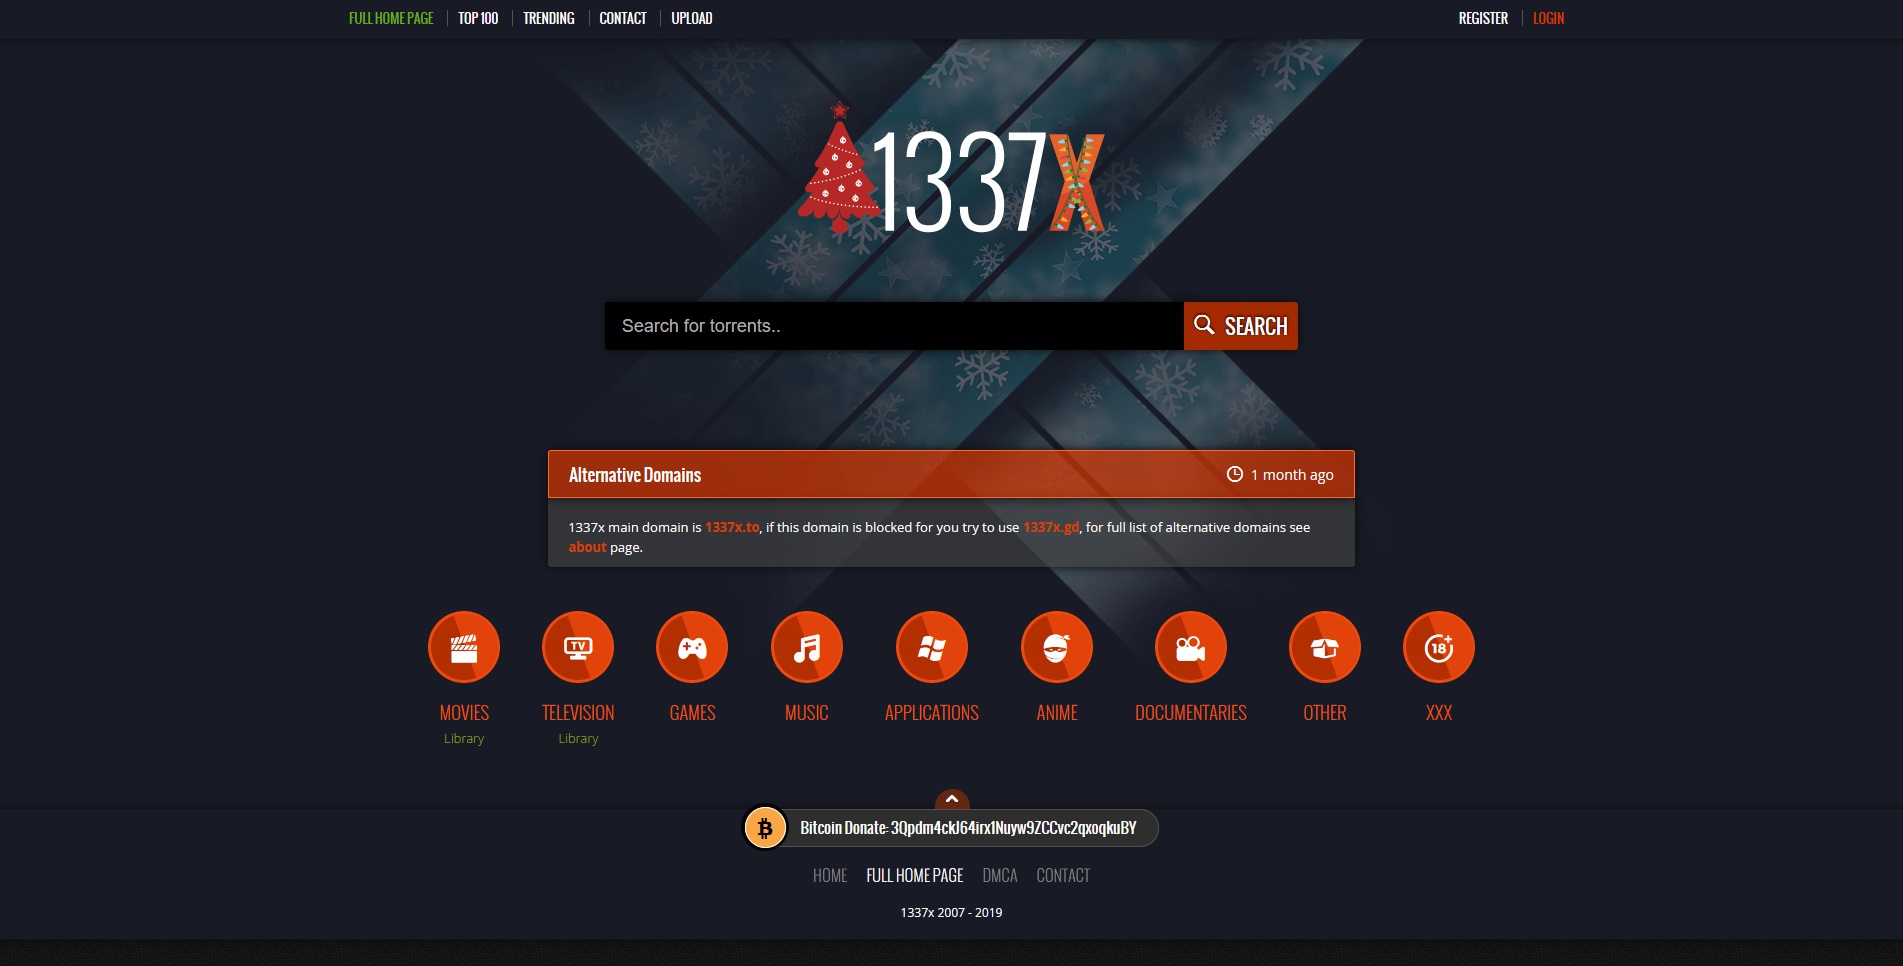 FULL HOME PAGE TOP 100 TRENDING CONTACT UPLOAD REGISTER LOGIN
1337X
Search for torrents.. SEARCH
Alternative Domains 1 month ago
1337x main domain is 1337x.to, if this domain is blocked for you try to use 1337x.gd, for full list of alternative domains see
about page.
TV 18+
MOVIES TELEVISION GAMES MUSIC APPLICATIONS ANIME DOCUMENTARIES OTHER XXX
Library Library
Bitcoin Donate: 3Qpdm4ckJ64irx1Nuyw9ZCCvc2qxoqkuBY
HOME FULL HOME PAGE DMCA CONTACT
1337x 2007 - 2019